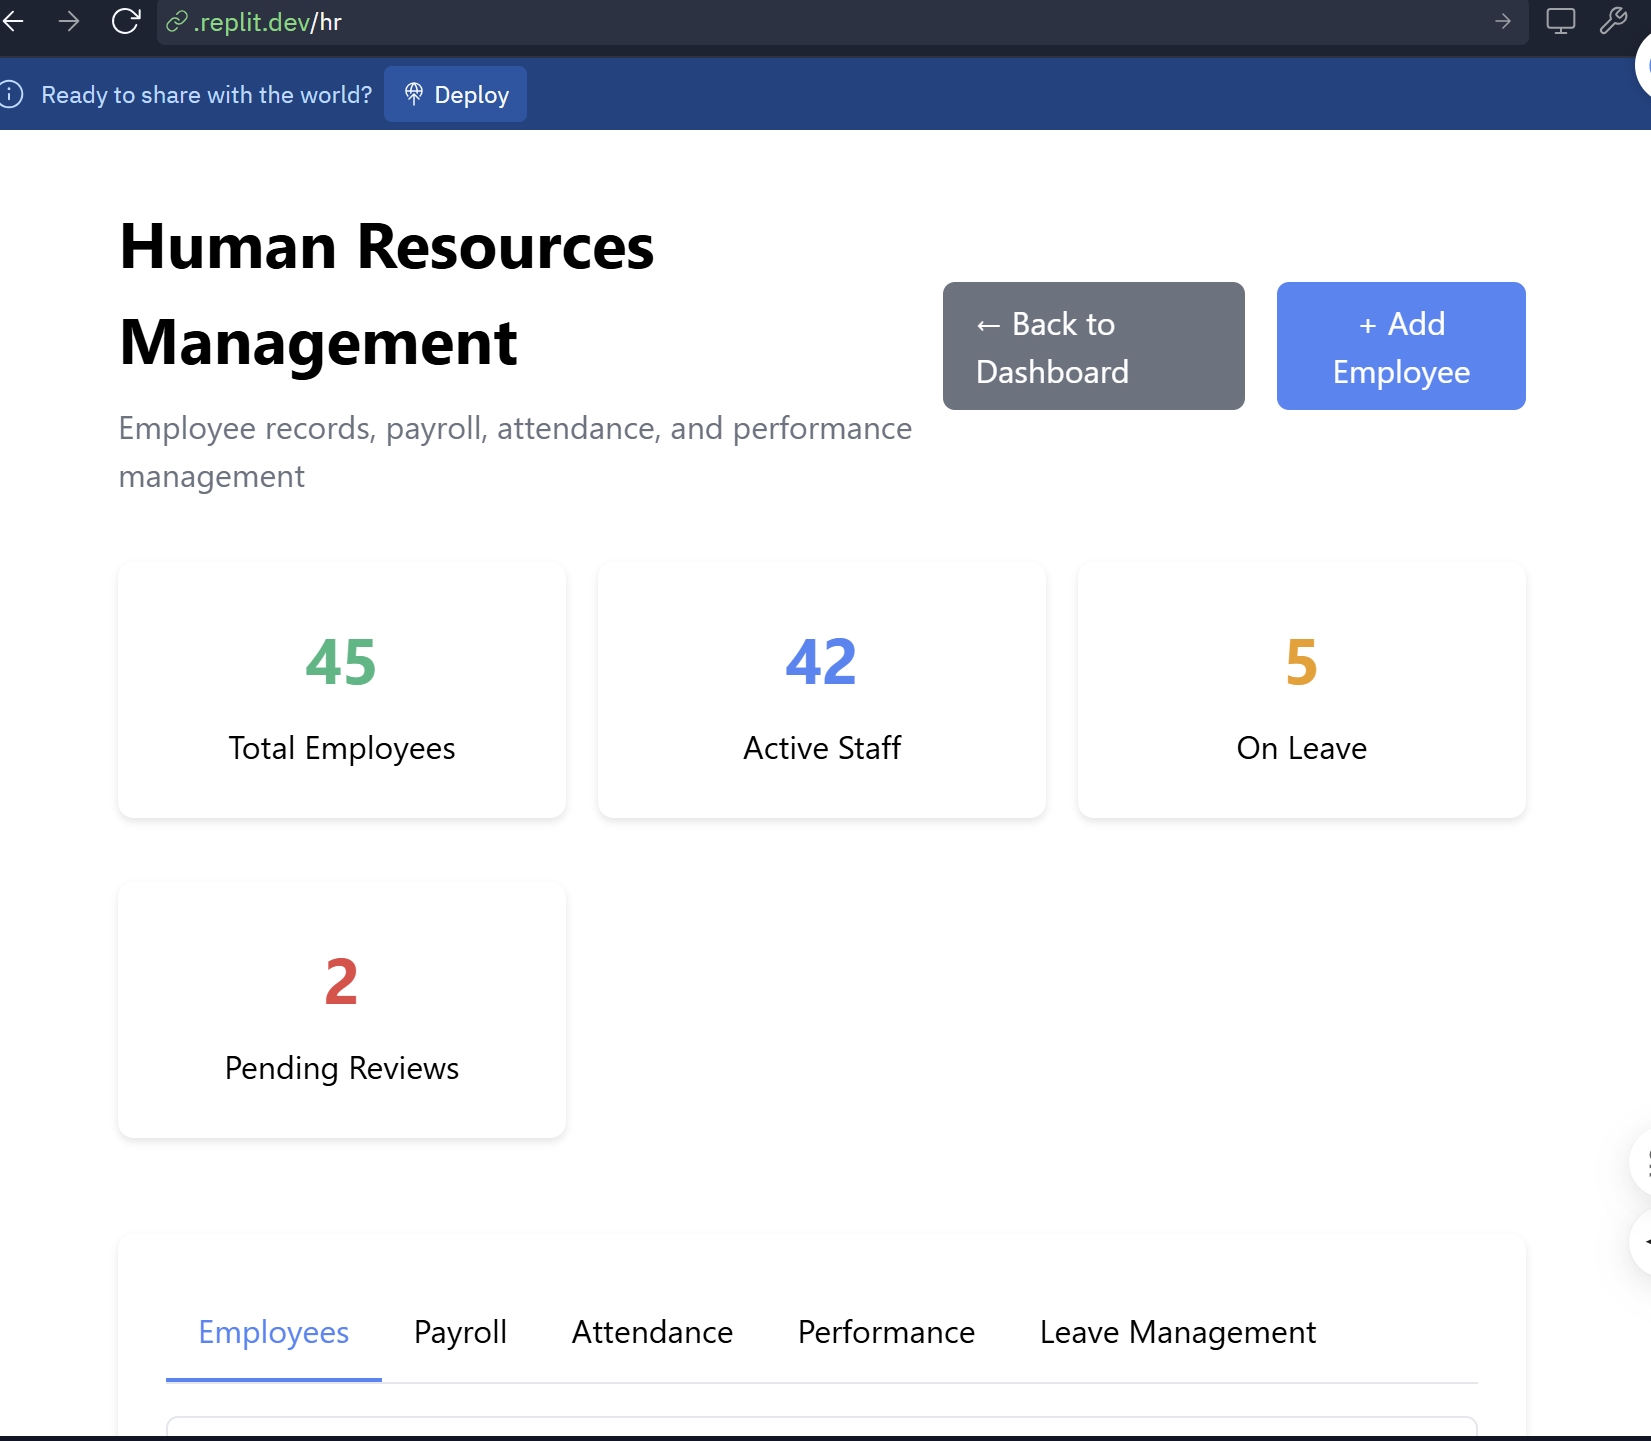 .replit.dev/hr
Ready to share with the world?
Deploy
Human Resources
Management
Employee records, payroll, attendance, and performance
management
← Back to
Dashboard
+ Add
Employee
45
Total Employees
42
Active Staff
5
On Leave
2
Pending Reviews
Employees Payroll Attendance Performance Leave Management